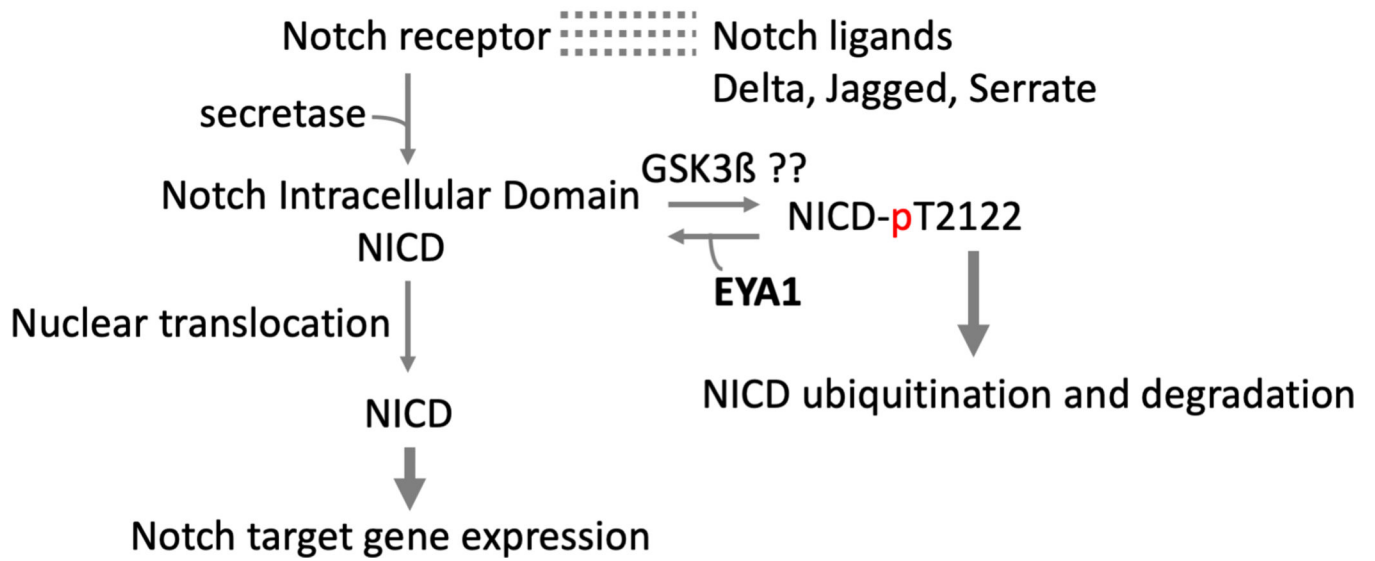 Notch receptor
Notch ligands
Delta, Jagged, Serrate
secretase
GSK3ß ??
Notch Intracellular Domain
NICD
NICD-pT2122
EYA1
Nuclear translocation
NICD
NICD ubiquitination and degradation
Notch target gene expression